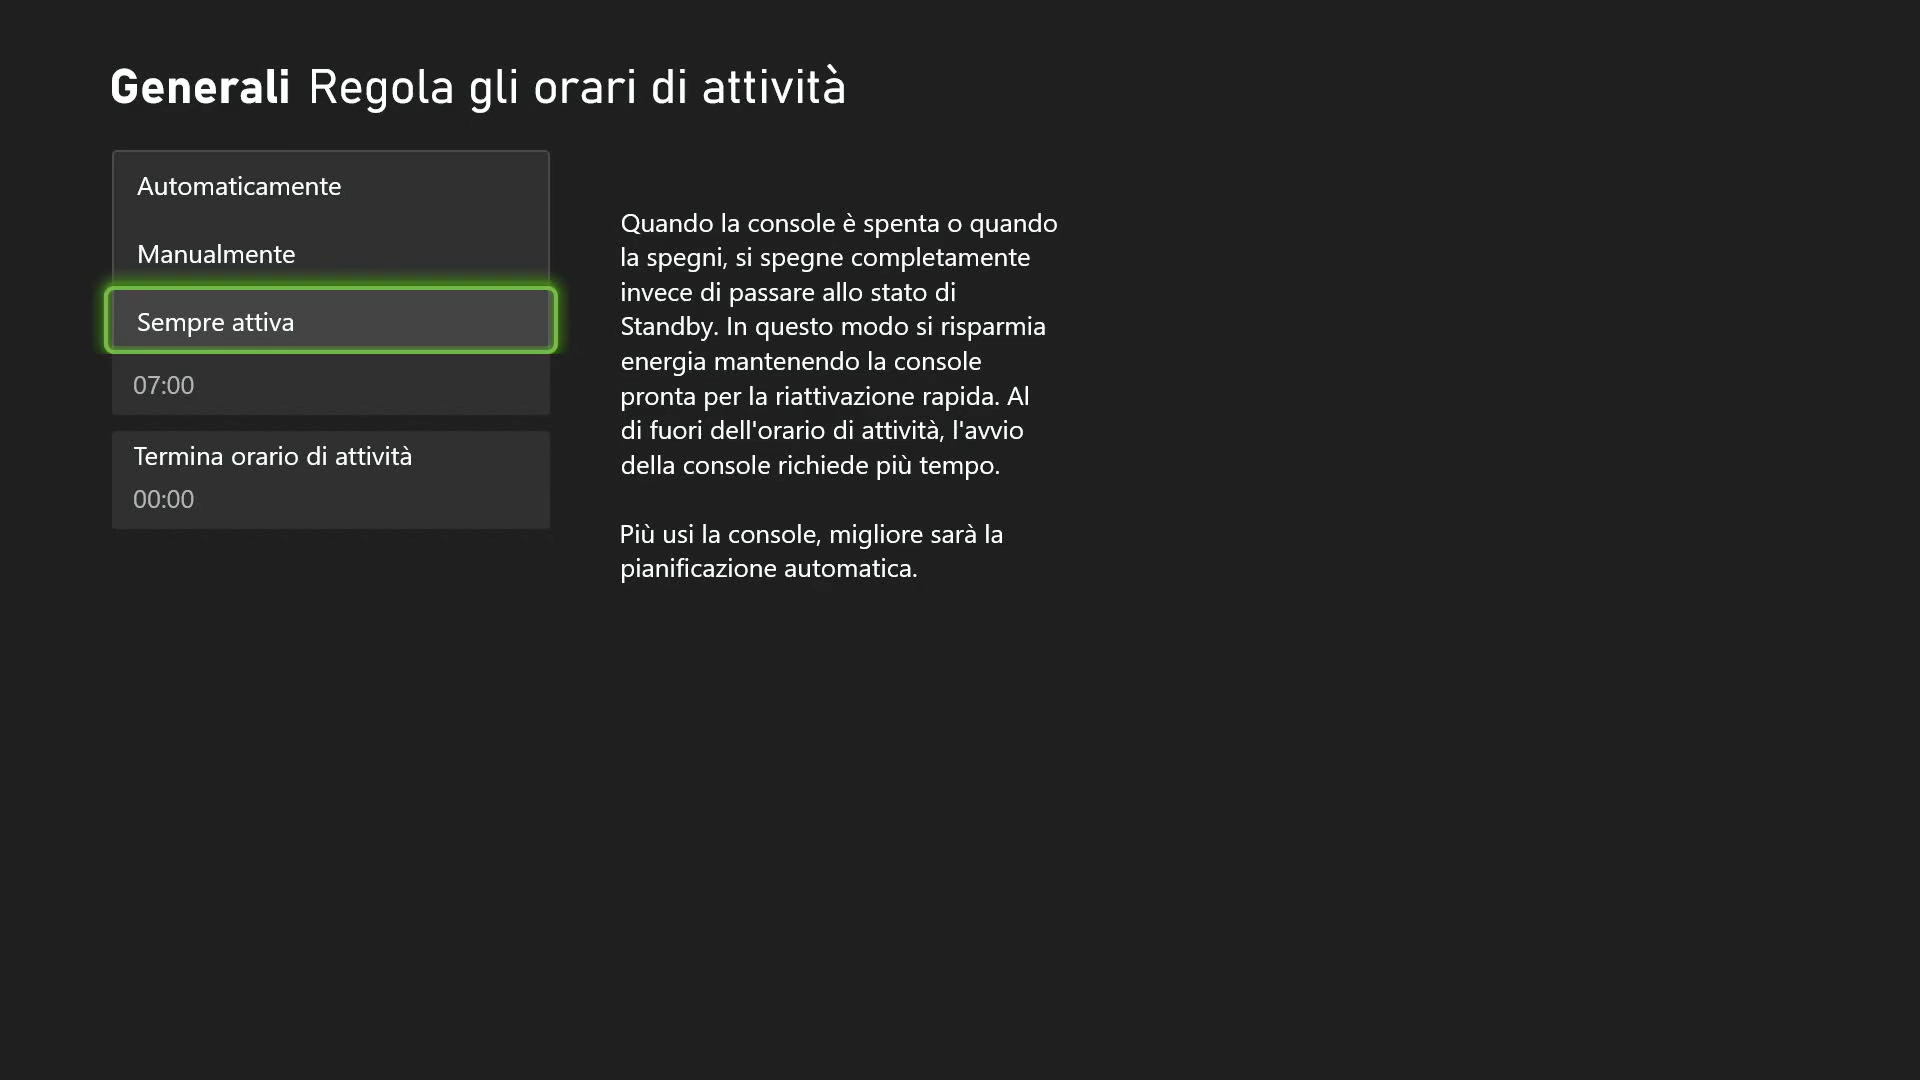 Generali Regola gli orari di attività
Automaticamente
Manualmente
Sempre attiva
07:00
Termina orario di attività
00:00
Quando la console è spenta o quando
la spegni, si spegne completamente
invece di passare allo stato di
Standby. In questo modo si risparmia
energia mantenendo la console
pronta per la riattivazione rapida. Al
di fuori dell'orario di attività, l'avvio
della console richiede più tempo.
Più usi la console, migliore sarà la
pianificazione automatica.